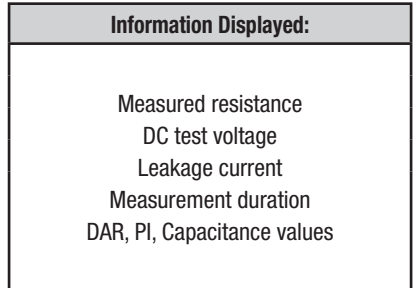 Information Displayed:
Measured resistance
DC test voltage
Leakage current
Measurement duration
DAR, PI, Capacitance values